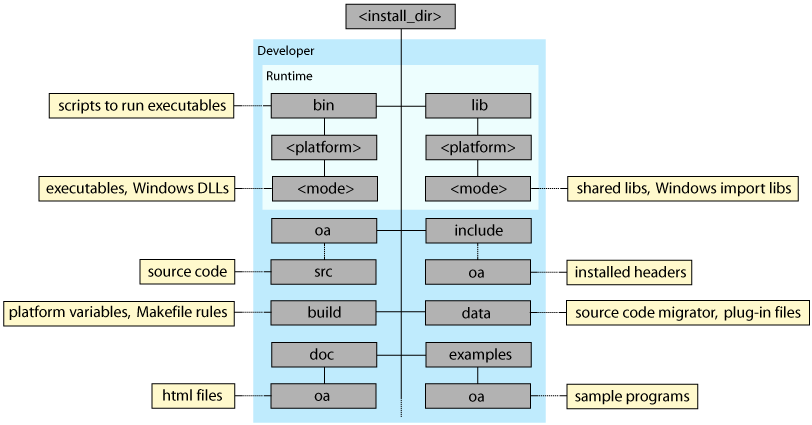 <install_dir>
Developer
Runtime
scripts to run executables
bin
lib
<platform>
<platform>
executables, Windows DLLs
<mode>
<mode>
shared libs, Windows import libs
oa
include
source code
src
oa
installed headers
platform variables, Makefile rules
build
data
source code migrator, plug-in files
doc
examples
html files
oa
oa
sample programs